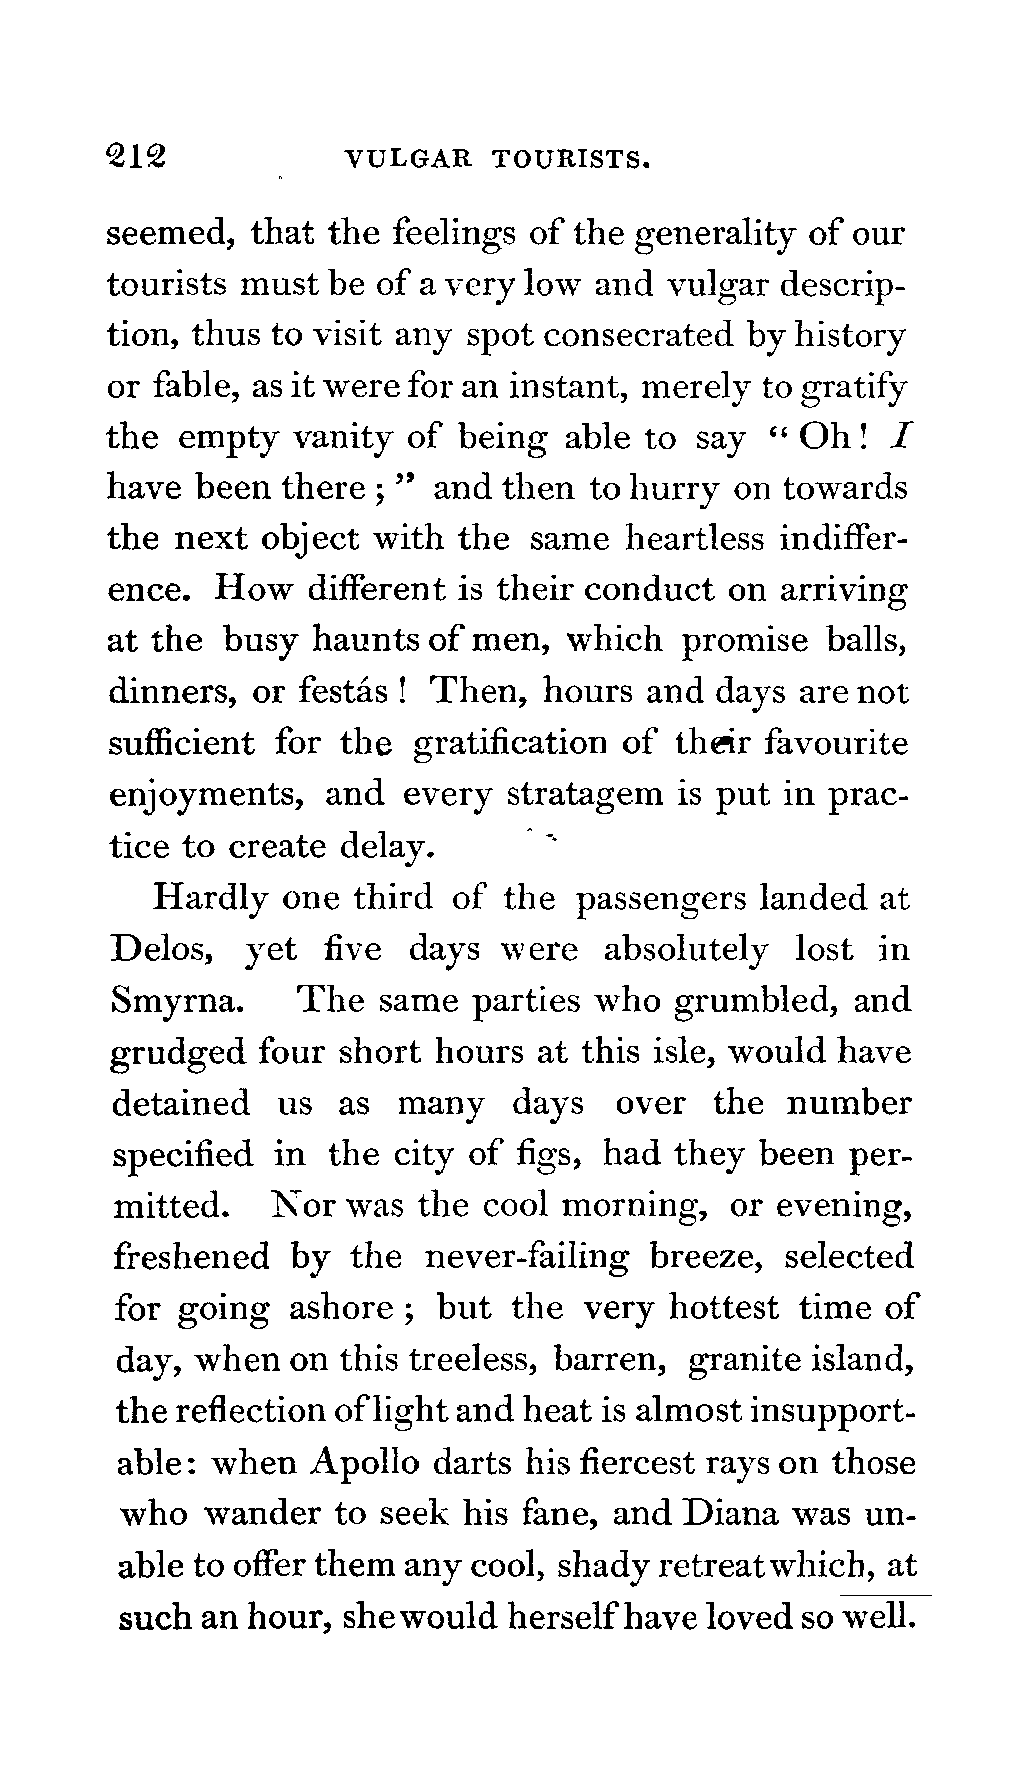 212 VULGAR TOURISTS.
seemed, that the feelings of the generality of our
tourists must be of a very low and vulgar descrip-
tion, thus to visit any spot consecrated by history
or fable, as it were for an instant, merely to gratify
the empty vanity of being able to say “ Oh ! I
have been there ; ” and then to hurry on towards
the next object with the same heartless indiffer-
ence. How different is their conduct on arriving
at the busy haunts of men, which promise balls,
dinners, or festás ! Then, hours and days are not
sufficient for the gratification of their favourite
enjoyments, and every stratagem is put in prac-
tice to create delay.
Hardly one third of the passengers landed at
Delos, yet five days were absolutely lost in
Smyrna. The same parties who grumbled, and
grudged four short hours at this isle, would have
detained us as many days over the number
specified in the city of figs, had they been per-
mitted. Nor was the cool morning, or evening,
freshened by the never-failing breeze, selected
for going ashore ; but the very hottest time of
day, when on this treeless, barren, granite island,
the reflection of light and heat is almost insupport-
able: when Apollo darts his fiercest rays on those
who wander to seek his fane, and Diana was un-
able to offer them any cool, shady retreat which, at
such an hour, she would herself have loved so well.